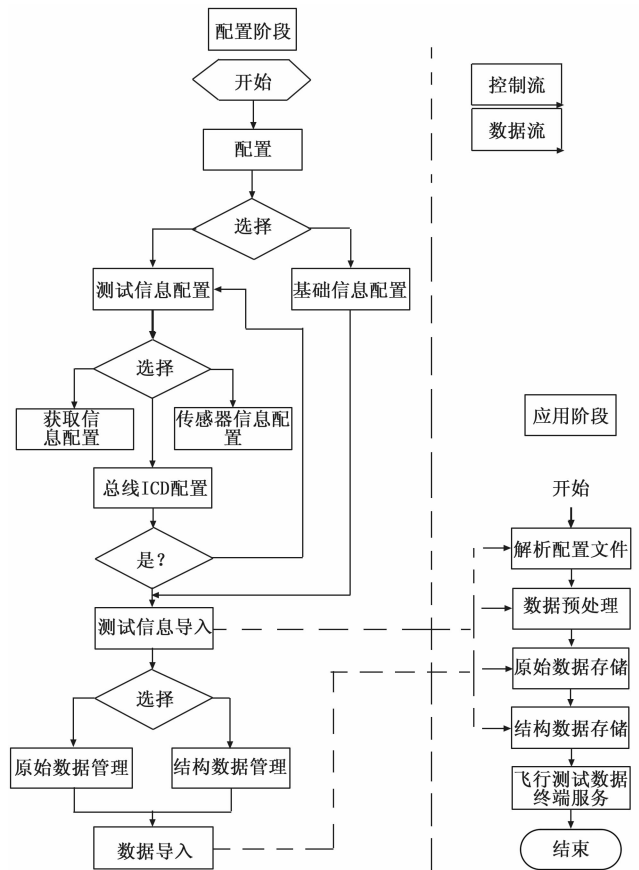 配置阶段
开始
配置
选择
测试信息配置
基础信息配置
选择
获取信
息配置
传感器信息配
置
总线ICD配置
是？
测试信息导入
选择
原始数据管理
结构数据管理
数据导入
控制流
数据流
应用阶段
开始
解析配置文件
数据预处理
原始数据存储
结构数据存储
飞行测试数据
终端服务
结束